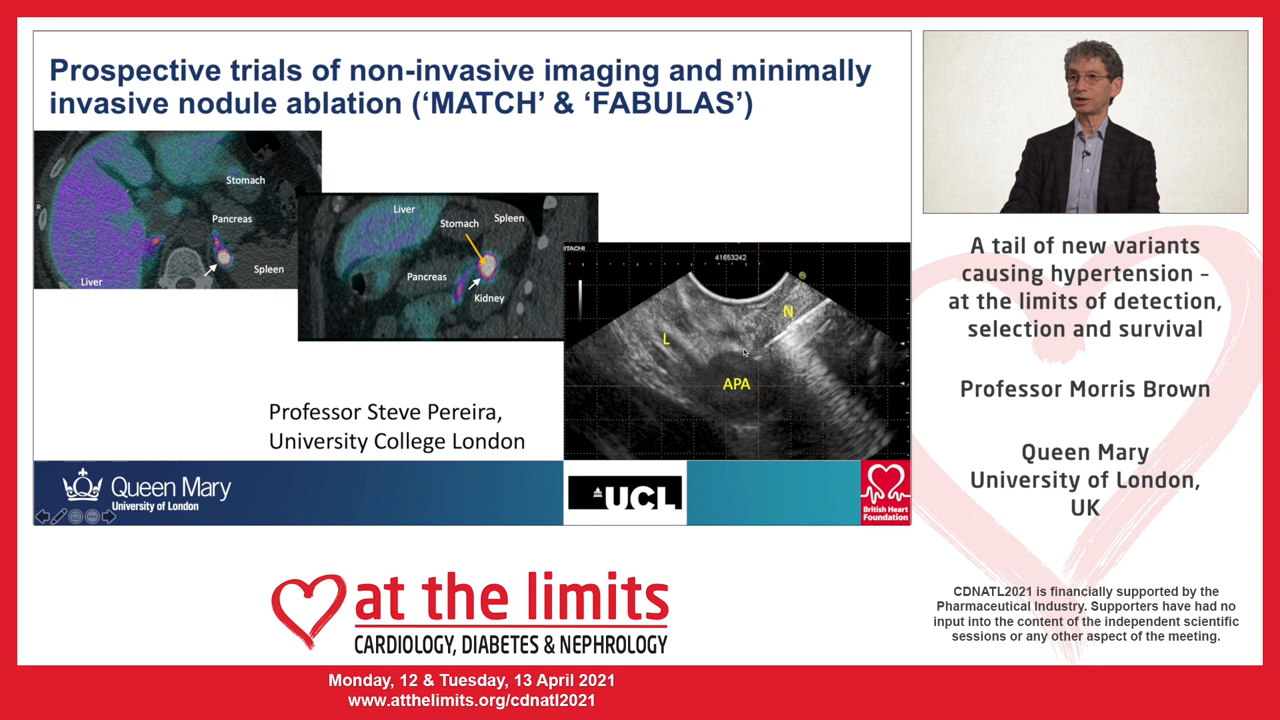 Prospective trials of non-invasive imaging and minimally
invasive nodule ablation (‘MATCH’ & ‘FABULAS’)
Stomach
Pancreas
Spleen
Liver
R
Liver
Stomach
Spleen
Pancreas
Kidney
HITACHI
41653242
N
L
APA
Professor Steve Pereira,
University College London
Queen Mary
University of London
UCL
British Heart
Foundation
A tail of new variants
causing hypertension –
at the limits of detection,
selection and survival
Professor Morris Brown
Queen Mary
University of London,
UK
at the limits
CARDIOLOGY, DIABETES & NEPHROLOGY
CDNATL2021 is financially supported by the
Pharmaceutical Industry. Supporters have had no
input into the content of the independent scientific
sessions or any other aspect of the meeting.
Monday, 12 & Tuesday, 13 April 2021
www.atthelimits.org/cdnatl2021